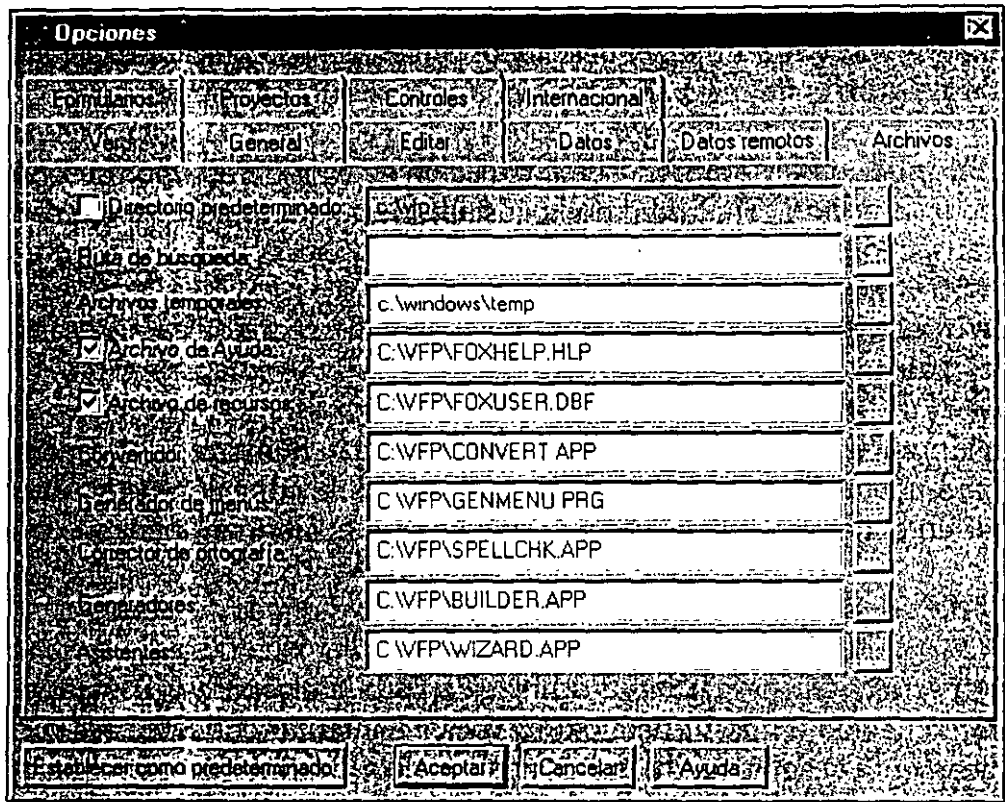 Opciones
Formularios Proyectos Controles Internacional
Ver General Editar Datos Datos remotos Archivos
Directorio predeterminado: c:\vfp
Ruta de búsqueda:
Archivos temporales: c:\windows\temp
Archivo de Ayuda: C:\VFP\FOXHELP.HLP
Archivo de recursos: C:\VFP\FOXUSER.DBF
Convertidor: C:\VFP\CONVERT APP
Generador de menús: C \VFP\GENMENU PRG
Corrector de ortografía: C:\VFP\SPELLCHK.APP
Generadores: C:\VFP\BUILDER.APP
Asistentes: C \VFP\WIZARD.APP
Establecer como predeterminado Aceptar Cancelar Ayuda